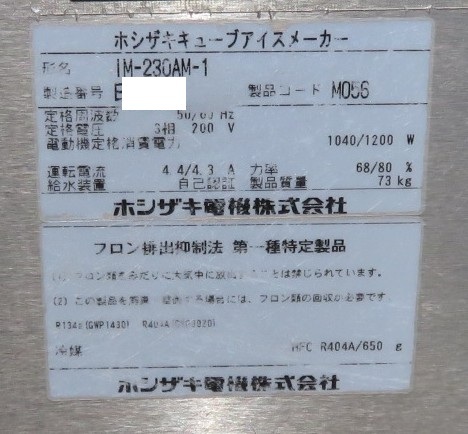 ホシザキキューブアイスメーカー
形名 IM-230AM-1
製造番号 E 製品コード M056
定格周波数 50/60 Hz
定格電圧 3相 200 V
電動機定格消費電力 1040/1200 W
運転電流 4.4/4.3 A 力率 68/80 %
給水装置 自己認証 製品質量 73 kg
ホシザキ電機株式会社
フロン排出抑制法 第一種特定製品
(1) フロン類をみだりに大気中に放出することは禁じられています。
(2) この製品を廃棄・整備する場合には、フロン類の回収が必要です。
R134a(GWP1430) R404A
冷媒 HFC R404A/650 g
ホシザキ電機株式会社